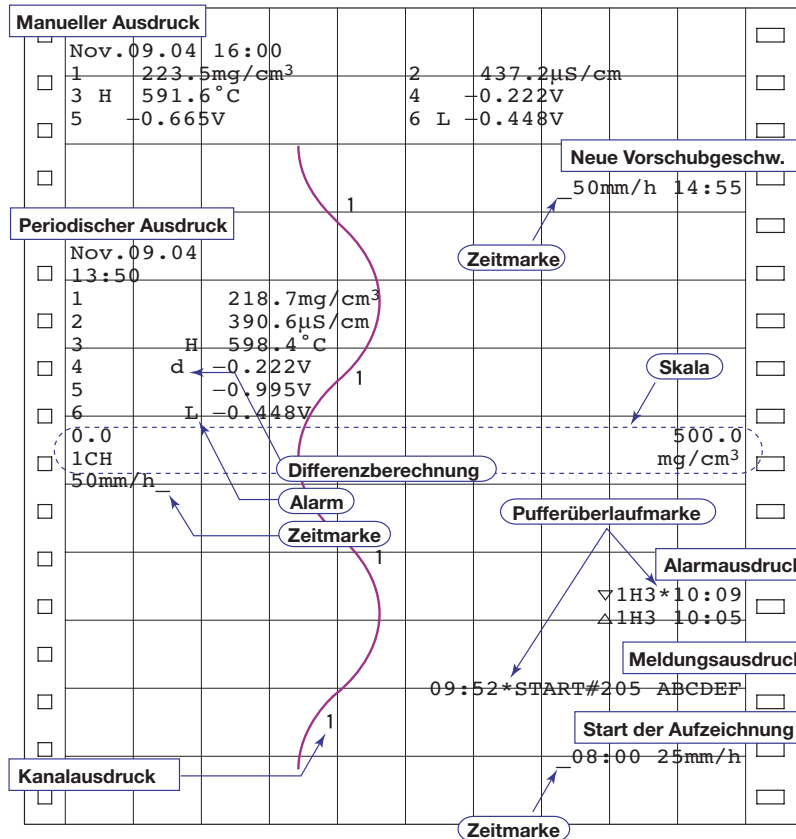 Manueller Ausdruck
Nov.09.04 16:00
1 223.5mg/cm³ 2 437.2µS/cm
3 H 591.6°C 4 −0.222V
5 −0.665V 6 L −0.448V
Neue Vorschubgeschw.
50mm/h 14:55
1
Zeitmarke
Periodischer Ausdruck
Nov.09.04
13:50
1 218.7mg/cm³
2 390.6µS/cm
3 H 598.4°C
4 d −0.222V
1
Skala
5 −0.995V
6 L −0.448V
0.0 500.0
1CH mg/cm³
Differenzberechnung
50mm/h
Alarm
Pufferüberlaufmarke
Zeitmarke
1
Alarmausdruck
▽1H3*10:09
△1H3 10:05
Meldungsausdruck
09:52*START#205 ABCDEF
1
Start der Aufzeichnung
08:00 25mm/h
Kanalausdruck
Zeitmarke